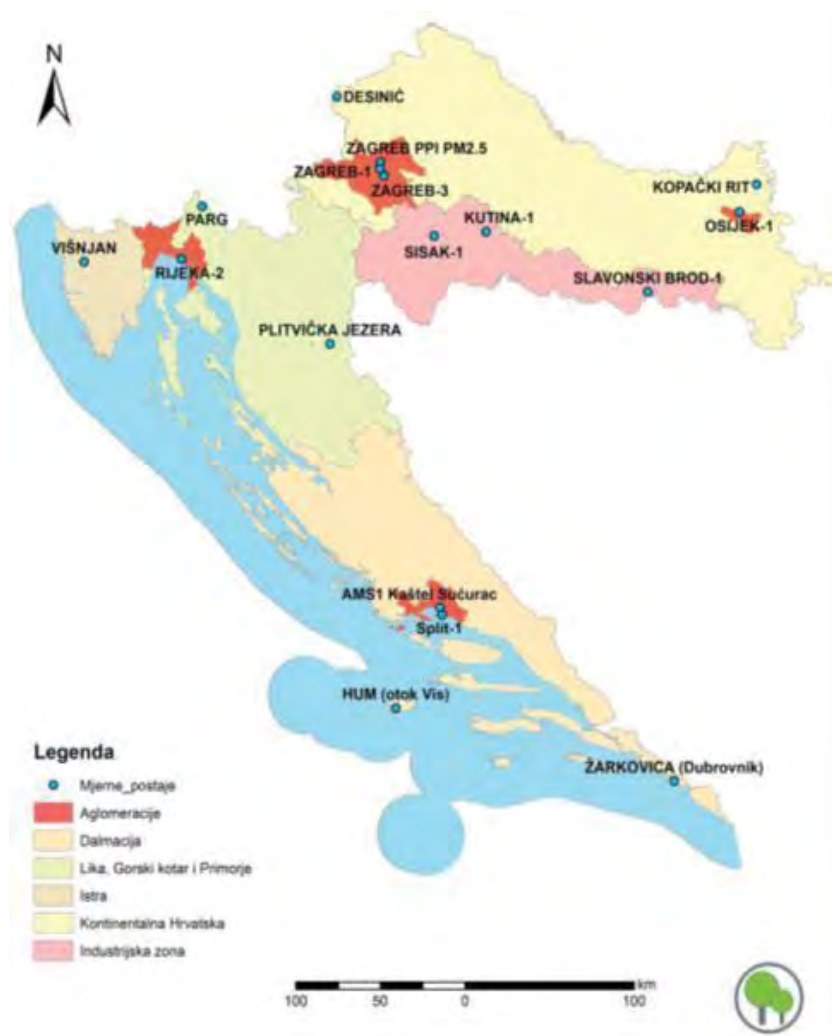 N
DESINIĆ
ZAGREB PPI PM2.5
ZAGREB-1
ZAGREB-3
KOPAČKI RIT
OSIJEK-1
PARG
KUTINA-1
SISAK-1
VIŠNJAN
RIJEKA-2
SLAVONSKI BROD-1
PLITVIČKA JEZERA
AMS1 Kaštel Sućurac
Split-1
HUM (otok Vis)
ŽARKOVICA (Dubrovnik)
Legenda
Mjerne_postaje
Aglomeracije
Dalmacija
Lika, Gorski kotar i Primorje
Istra
Kontinentalna Hrvatska
Industrijska zona
km
100 50 0 100